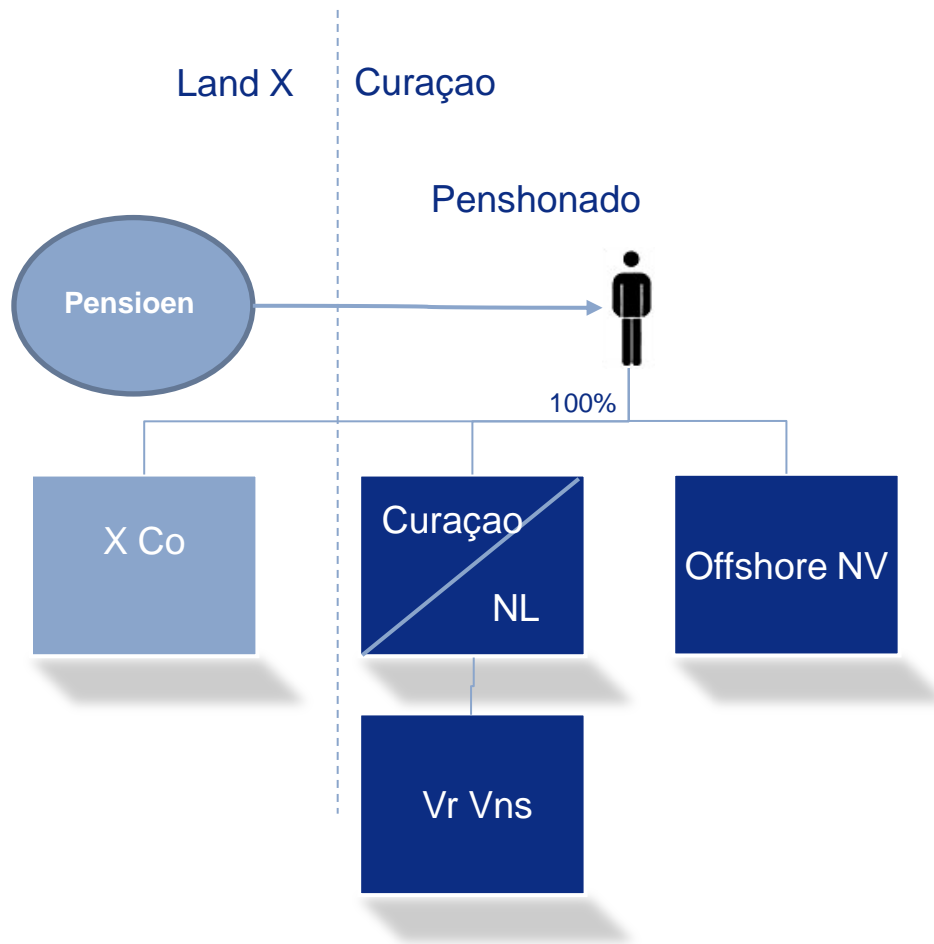 Land X
Curaçao
Penshonado
Pensioen
100%
X Co
Curaçao
NL
Offshore NV
Vr Vns